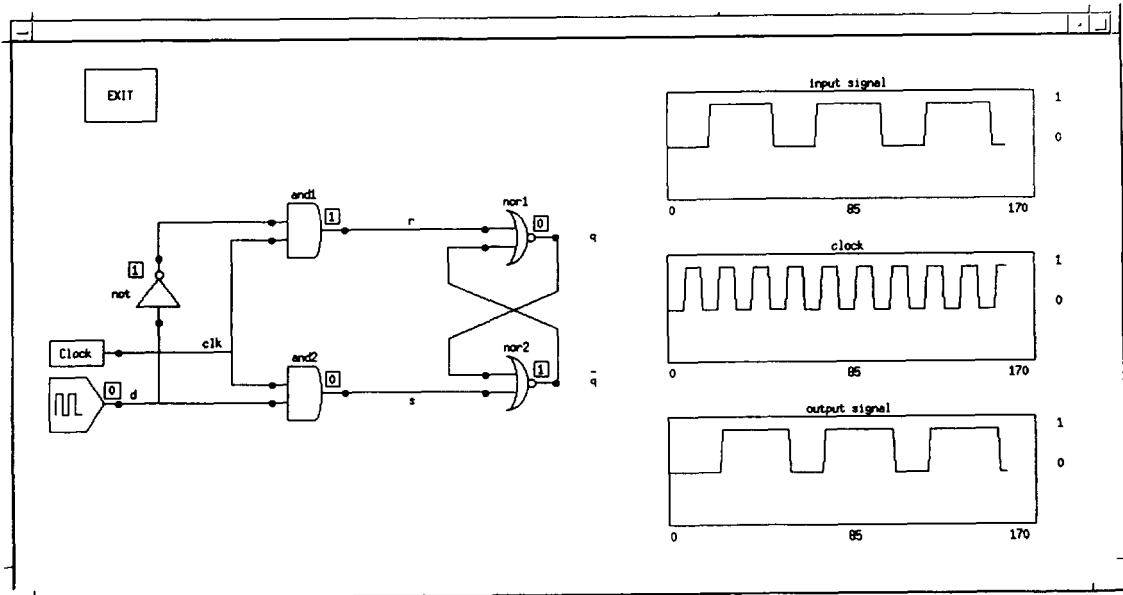 EXIT
input signal
1
0
0 85 170
and1
1
r
nor1
0
q
clock
1
0
0 85 170
1
not
Clock
clk
0
d
and2
0
s
nor2
1
q̅
output signal
1
0
0 85 170